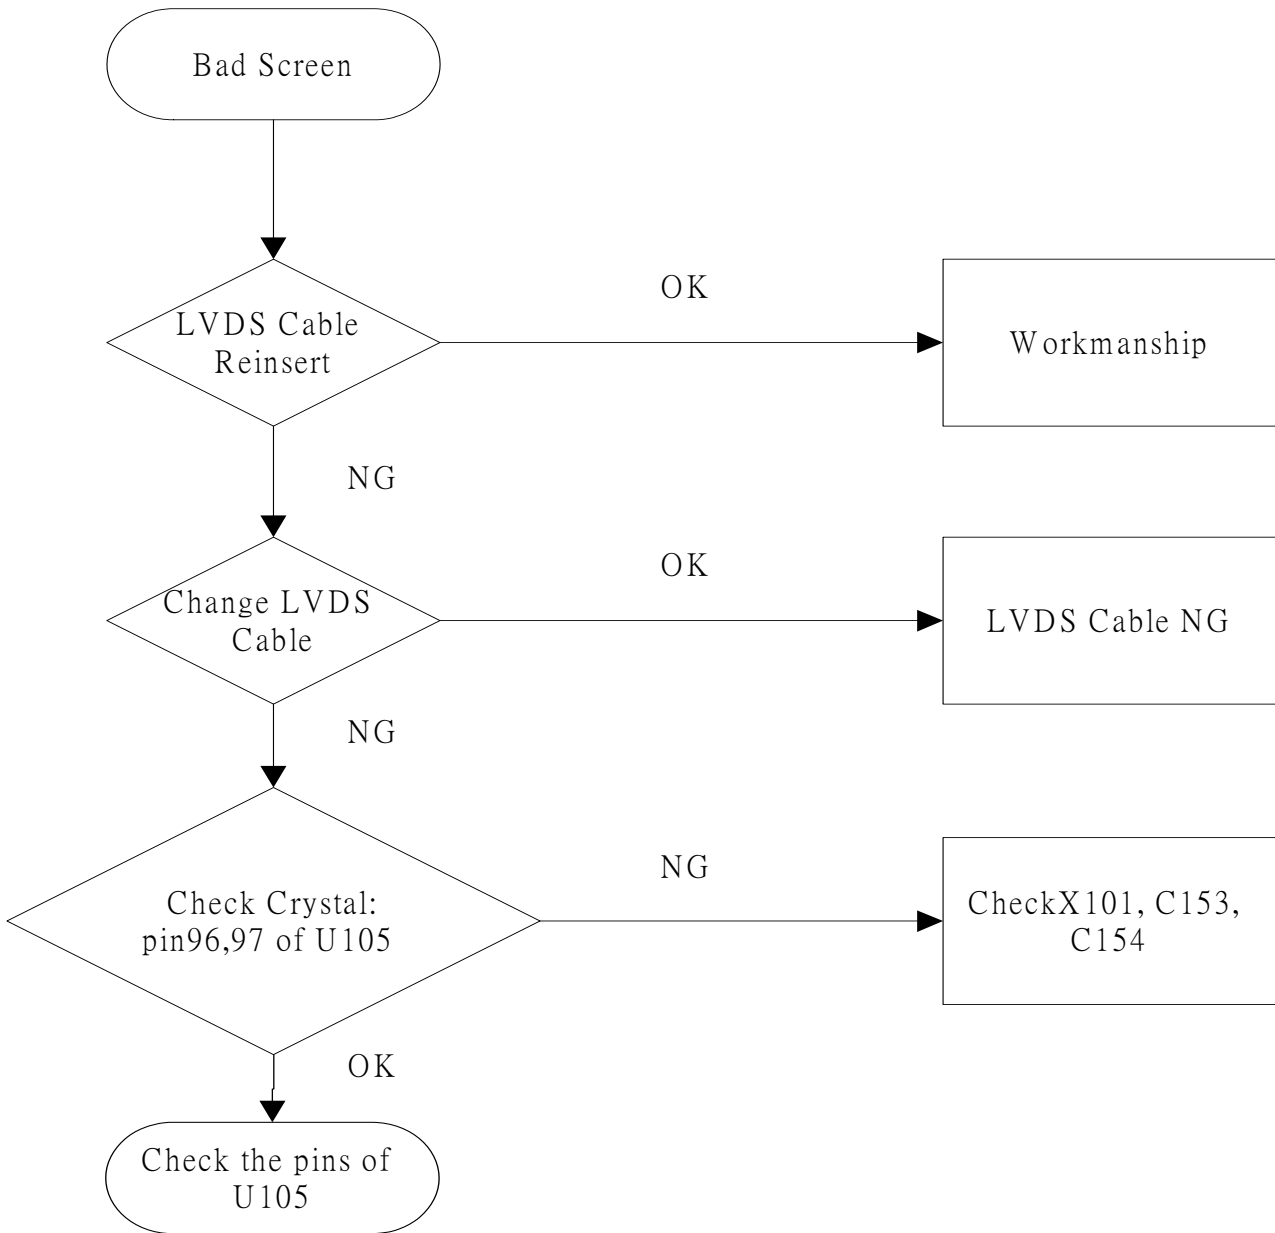 Bad Screen
OK
LVDS Cable
Reinsert
Workmanship
NG
OK
Change LVDS
Cable
LVDS Cable NG
NG
NG
Check Crystal:
pin96,97 of U105
CheckX101, C153,
C154
OK
Check the pins of
U105